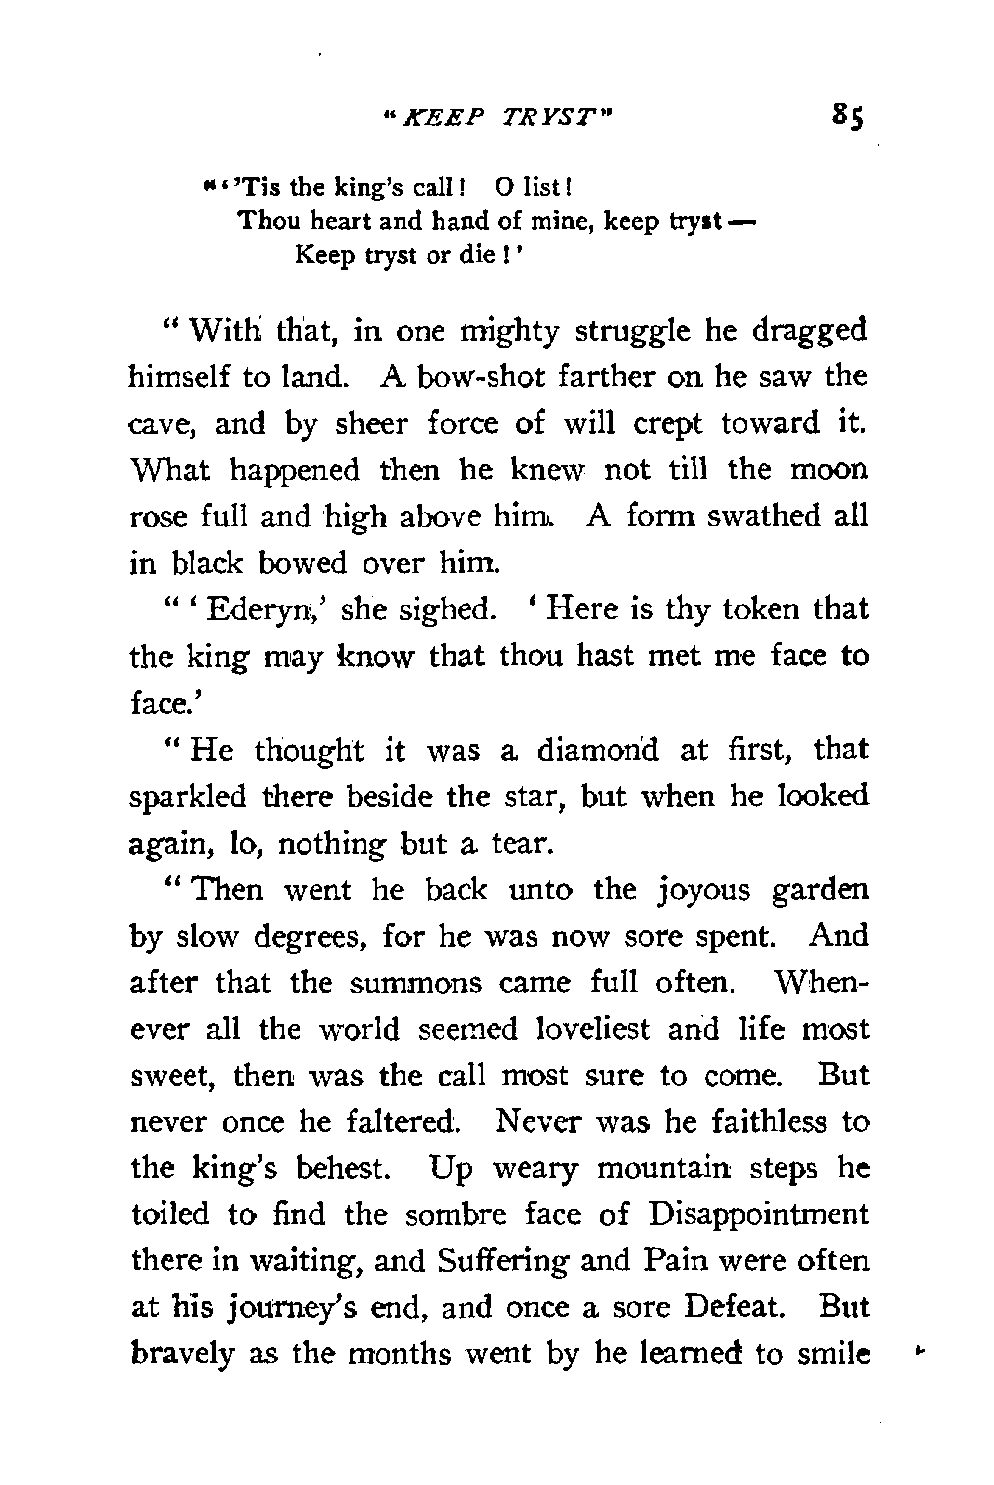 "KEEP TRYST" 85
"''Tis the king's call! O list!
Thou heart and hand of mine, keep tryst—
Keep tryst or die!'
"With that, in one mighty struggle he dragged
himself to land. A bow-shot farther on he saw the
cave, and by sheer force of will crept toward it.
What happened then he knew not till the moon
rose full and high above him. A form swathed all
in black bowed over him.
"'Ederyn,' she sighed. 'Here is thy token that
the king may know that thou hast met me face to
face.'
"He thought it was a diamond at first, that
sparkled there beside the star, but when he looked
again, lo, nothing but a tear.
"Then went he back unto the joyous garden
by slow degrees, for he was now sore spent. And
after that the summons came full often. When-
ever all the world seemed loveliest and life most
sweet, then was the call most sure to come. But
never once he faltered. Never was he faithless to
the king's behest. Up weary mountain steps he
toiled to find the sombre face of Disappointment
there in waiting, and Suffering and Pain were often
at his journey's end, and once a sore Defeat. But
bravely as the months went by he learned to smile